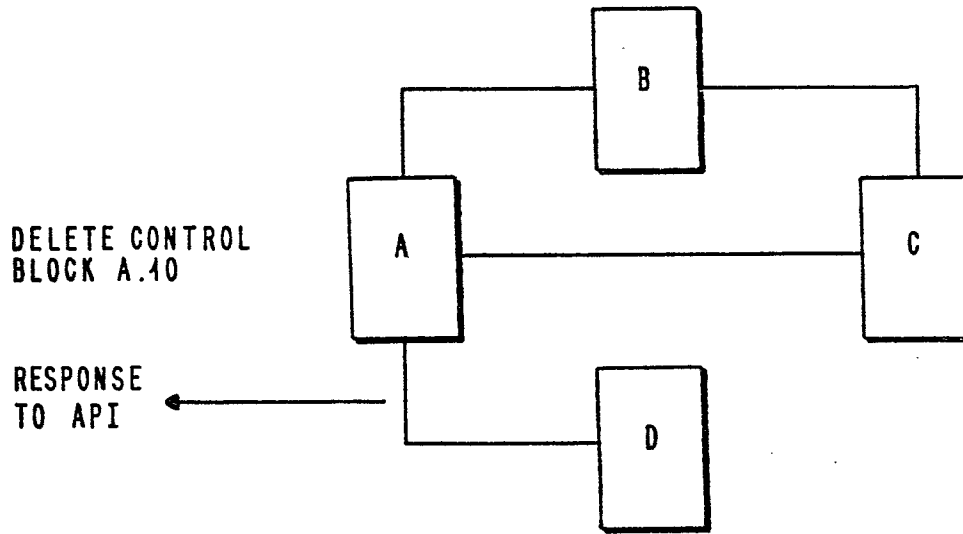 B
A
C
DELETE CONTROL
BLOCK A.10
RESPONSE
TO API
D